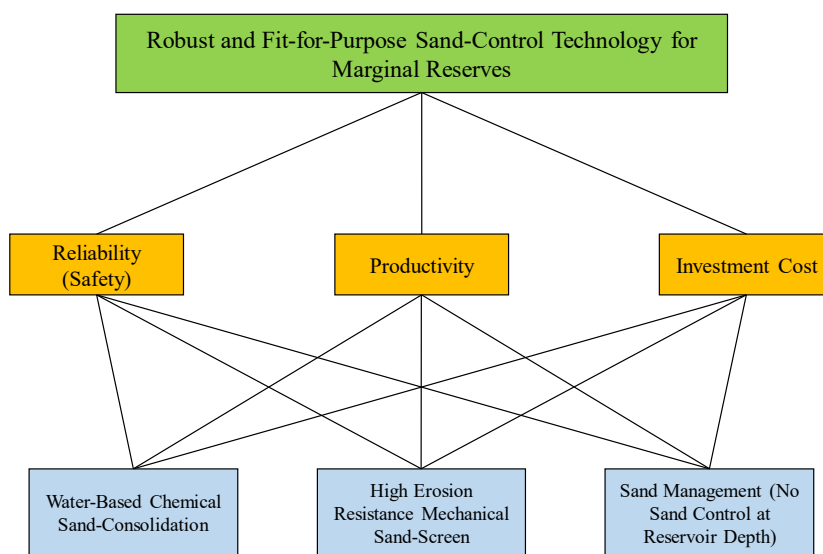 Robust and Fit-for-Purpose Sand-Control Technology for
Marginal Reserves
Reliability
(Safety)
Productivity
Investment Cost
Water-Based Chemical
Sand-Consolidation
High Erosion
Resistance Mechanical
Sand-Screen
Sand Management (No
Sand Control at
Reservoir Depth)